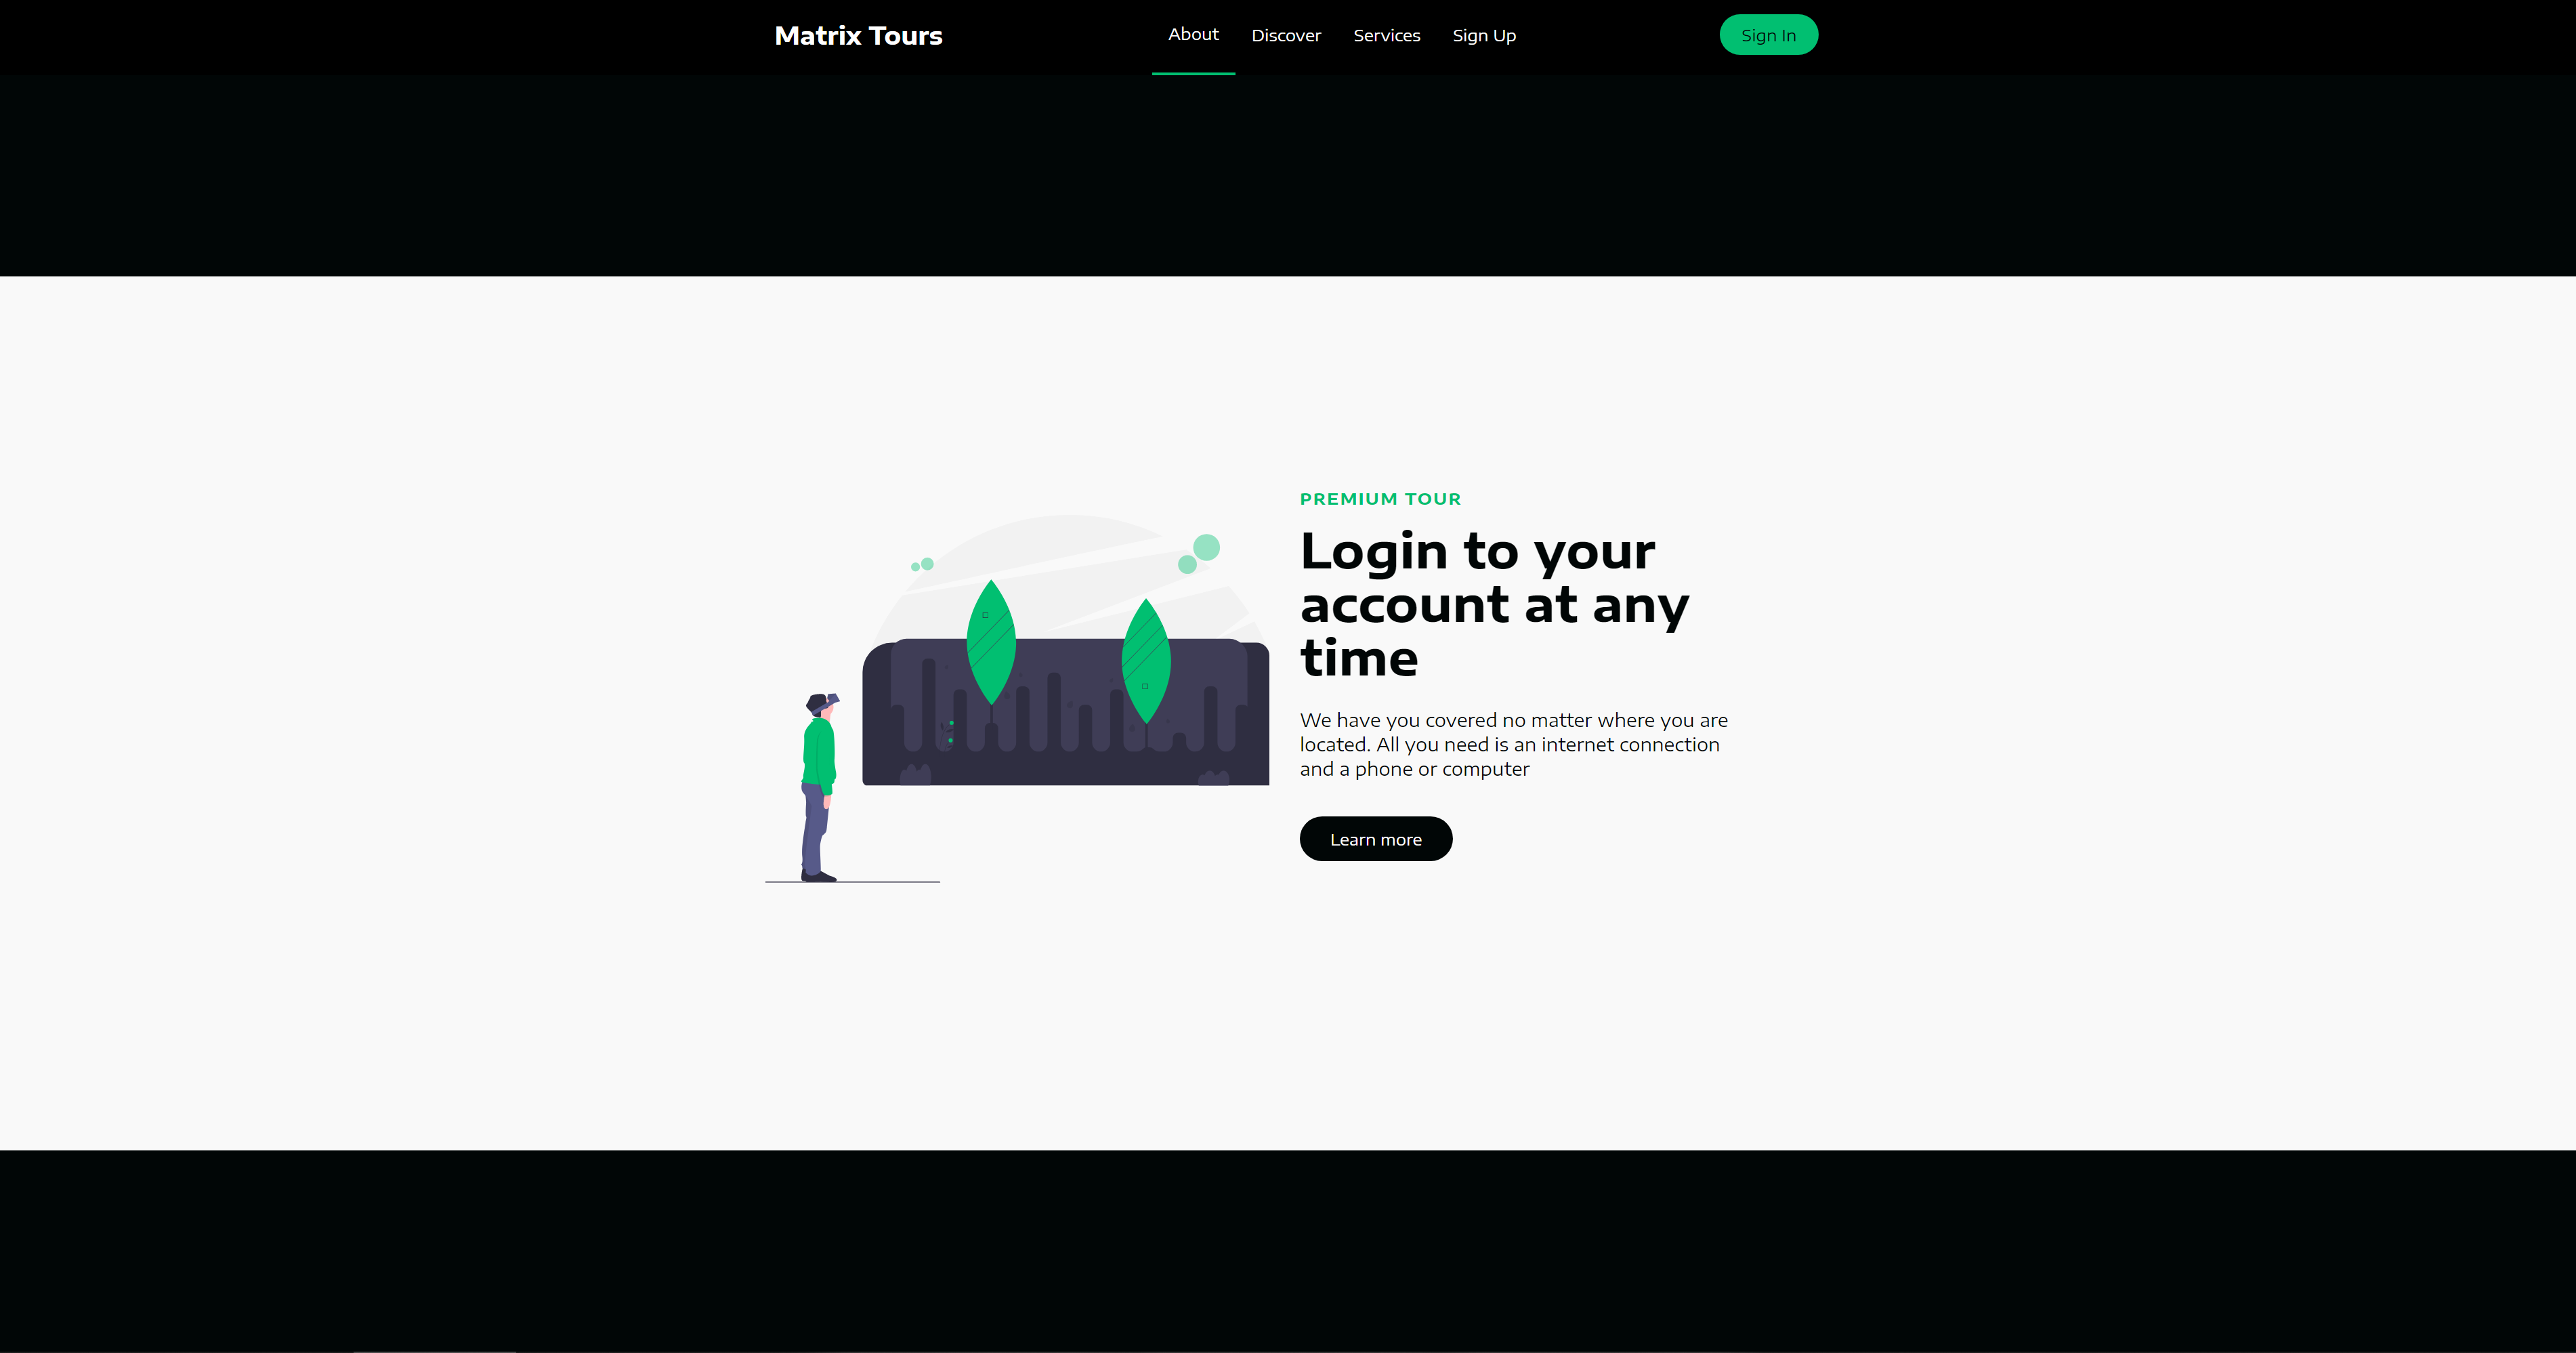 Matrix Tours
About
Discover
Services
Sign Up
Sign In
PREMIUM TOUR
Login to your
account at any
time
We have you covered no matter where you are
located. All you need is an internet connection
and a phone or computer
Learn more